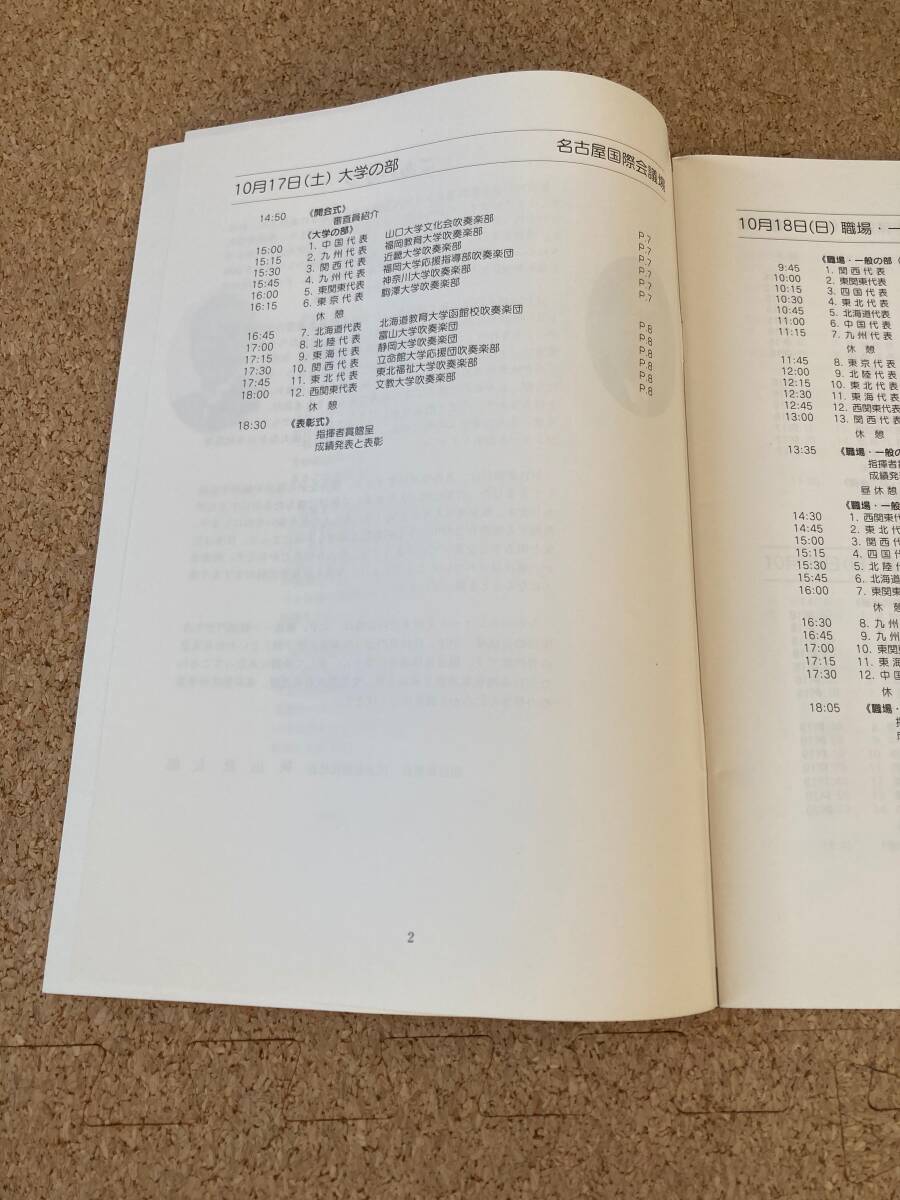 10月17日(土) 大学の部 名古屋国際会議場
14:50 《開会式》
審査員紹介
《大学の部》
15:00 1. 中国代表 山口大学文化会吹奏楽部 P.7
15:15 2. 九州代表 福岡教育大学吹奏楽部 P.7
15:30 3. 関西代表 近畿大学吹奏楽部 P.7
15:45 4. 九州代表 福岡大学応援指導部吹奏楽団 P.7
16:00 5. 東関東代表 神奈川大学吹奏楽部 P.7
16:15 6. 東京代表 駒澤大学吹奏楽部 P.7
休憩
16:45 7. 北海道代表 北海道教育大学函館校吹奏楽団 P.8
17:00 8. 北陸代表 富山大学吹奏楽団 P.8
17:15 9. 東海代表 静岡大学吹奏楽団 P.8
17:30 10. 関西代表 立命館大学応援団吹奏楽部 P.8
17:45 11. 東北代表 東北福祉大学吹奏楽部 P.8
18:00 12. 西関東代表 文教大学吹奏楽部 P.8
休憩
18:30 《表彰式》
指揮者賞贈呈
成績発表と表彰
2
10月18日(日) 職場・一
《職場・一般の部（
9:45 1. 関西代表
10:00 2. 東関東代表
10:15 3. 四国代表
10:30 4. 東北代表
10:45 5. 北海道代表
11:00 6. 中国代表
11:15 7. 九州代表
休憩
11:45 8. 東京代表
12:00 9. 北陸代表
12:15 10. 東北代表
12:30 11. 東海代表
12:45 12. 西関東代表
13:00 13. 関西代表
休憩
13:35 《職場・一般の
指揮者
成績発
昼休憩
《職場・一般
14:30 1. 西関東代
14:45 2. 東北代
15:00 3. 関西代
15:15 4. 四国代
15:30 5. 北陸代
15:45 6. 北海道
16:00 7. 東関東
休憩
16:30 8. 九州
16:45 9. 九州
17:00 10. 東関東
17:15 11. 東海
17:30 12. 中国
休
18:05 《職場・